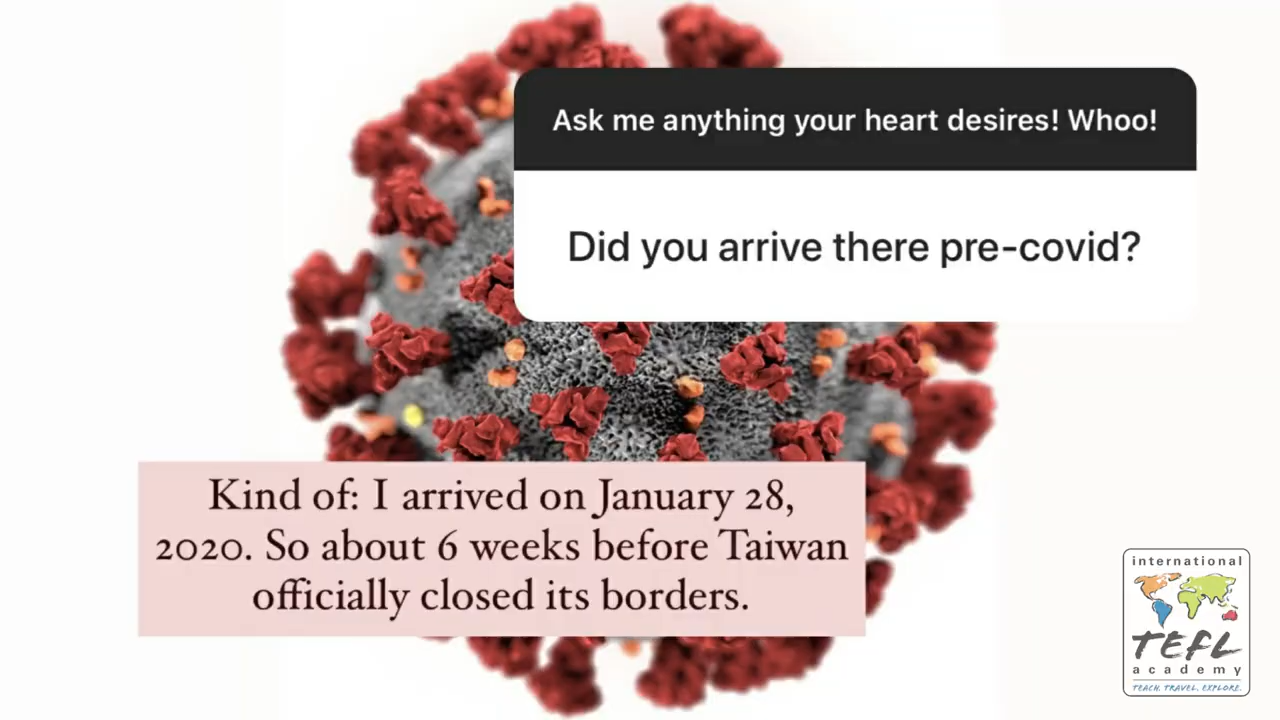 Ask me anything your heart desires! Whoo!
Did you arrive there pre-covid?
Kind of: I arrived on January 28,
2020. So about 6 weeks before Taiwan
officially closed its borders.
international
TEFL
academy
TEACH. TRAVEL. EXPLORE.